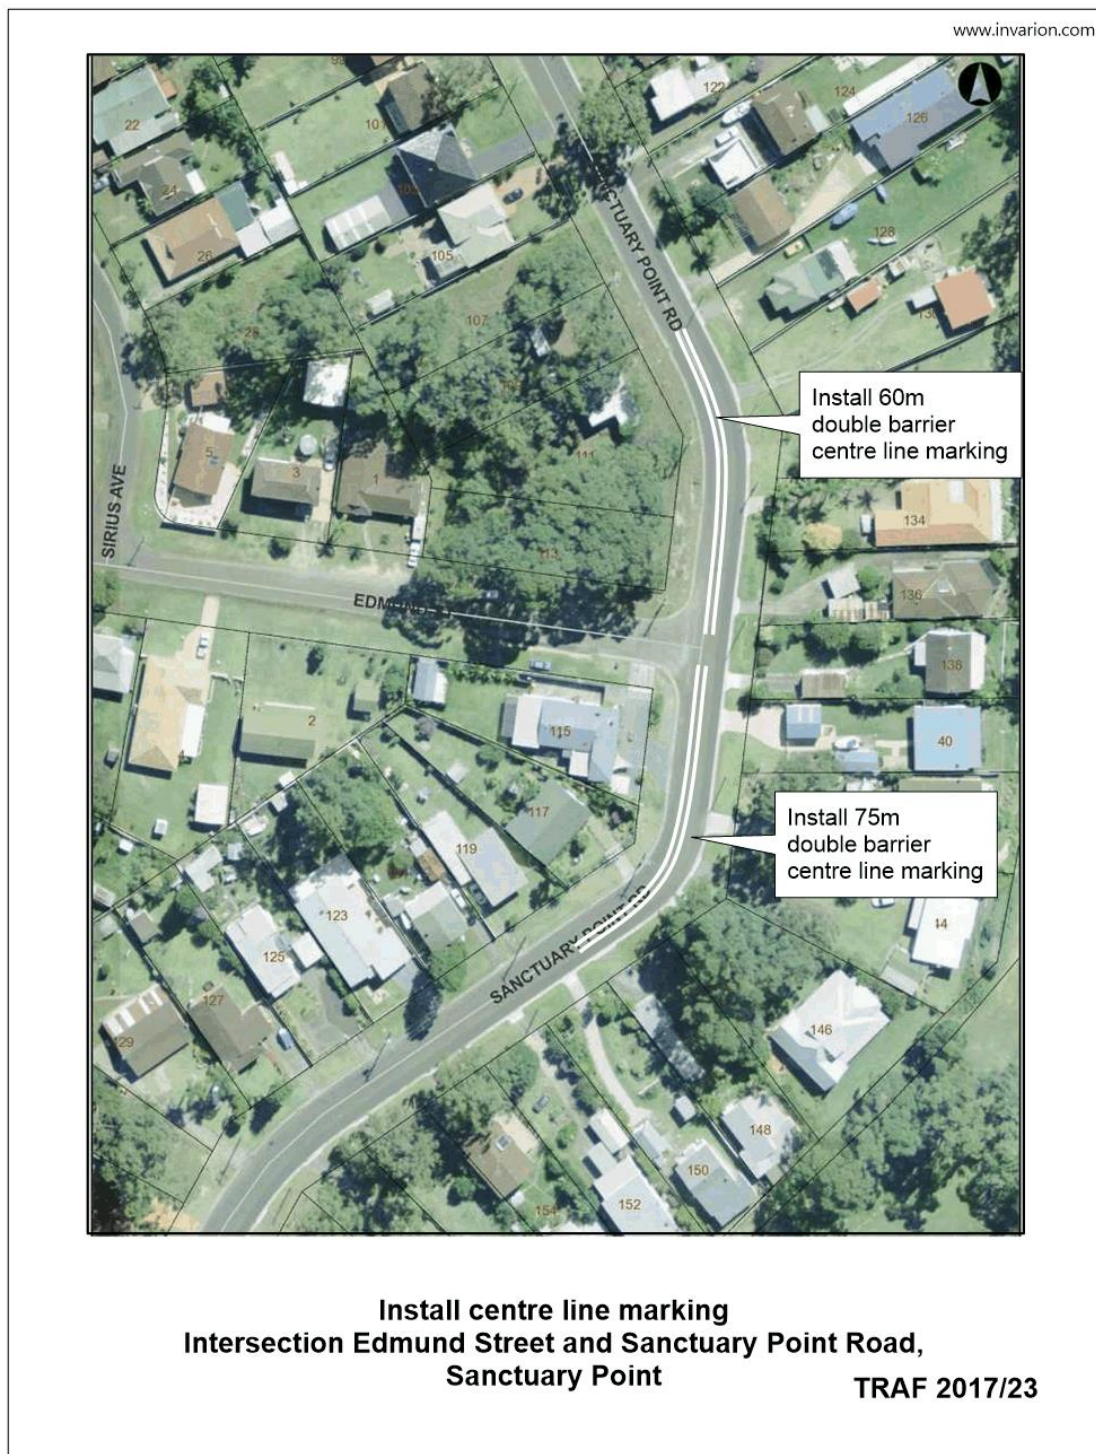 www.invarion.com
22
24
26
28
101
103
105
107
111
113
122
124
126
128
SANCTUARY POINT RD
Install 60m
double barrier
centre line marking
5
3
1
SIRIUS AVE
134
136
138
EDMUND
2
115
117
119
40
Install 75m
double barrier
centre line marking
123
125
127
129
SANCTUARY POINT RD
14
146
148
150
152
154
Install centre line marking
Intersection Edmund Street and Sanctuary Point Road,
Sanctuary Point
TRAF 2017/23